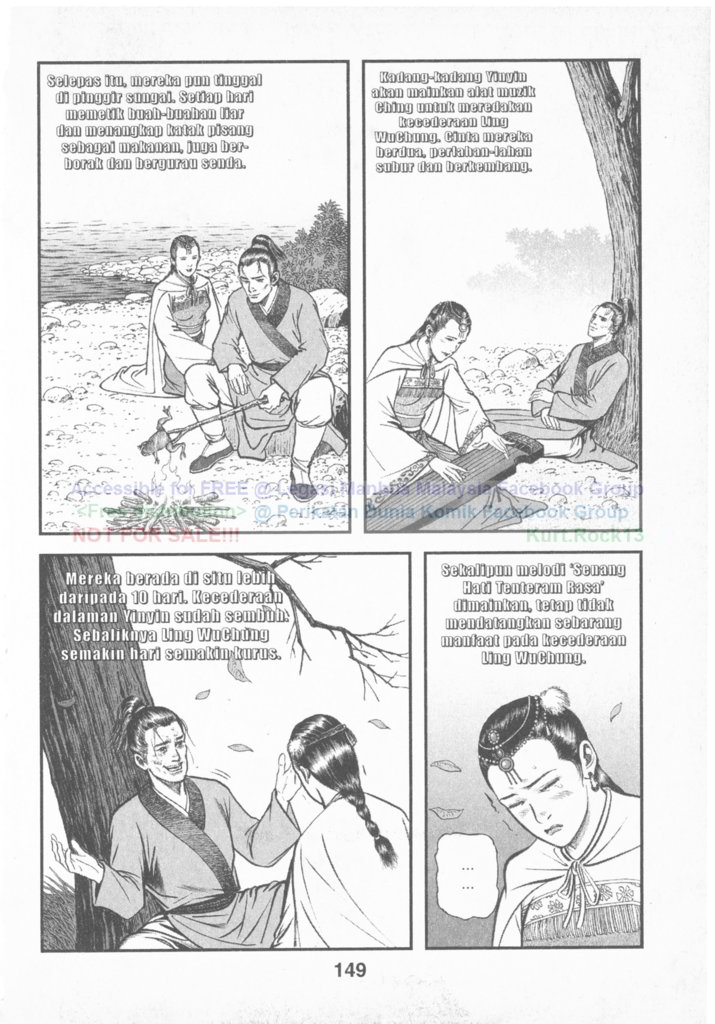 Selepas itu, mereka pun tinggal
di pinggir sungai. Setiap hari
memetik buah-buahan liar
dan menangkap katak pisang
sebagai makanan, juga ber-
borak dan bergurau senda.
Kadang-kadang Yinyin
akan mainkan alat muzik
Ching untuk meredakan
kecederaan Ling
WuChung. Cinta mereka
berdua, perlahan-lahan
subur dan berkembang.
Accessible for FREE @ Legasi Manhua Malaysia Facebook Group
@ Perikatan Dunia Komik Facebook Group
NOT FOR SALE!!!
Kurt.Rock13
Mereka berada di situ lebih
daripada 10 hari. Kecederaan
dalaman Yinyin sudah sembuh.
Sebaliknya Ling WuChung
semakin hari semakin kurus.
Sekalipun melodi 'Senang
Hati Tenteram Rasa'
dimainkan, tetap tidak
mendatangkan sebarang
manfaat pada kecederaan
Ling WuChung.
...
...
149